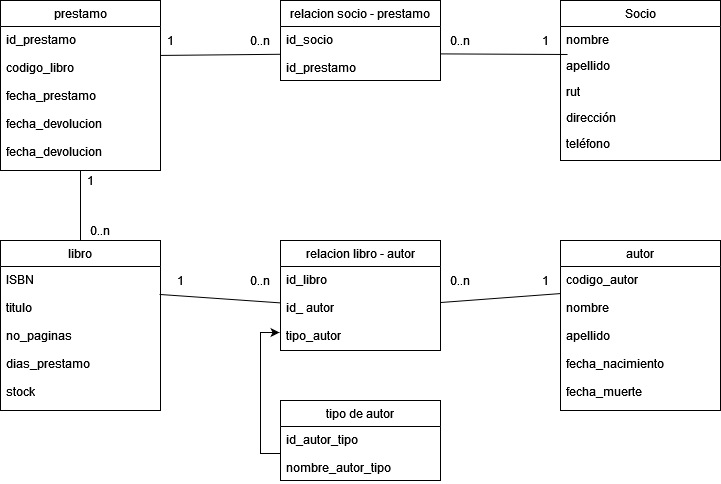 prestamo
id_prestamo
codigo_libro
fecha_prestamo
fecha_devolucion
fecha_devolucion
1
0..n
relacion socio - prestamo
id_socio
id_prestamo
0..n
1
Socio
nombre
apellido
rut
dirección
teléfono
1
0..n
libro
ISBN
titulo
no_paginas
dias_prestamo
stock
1
0..n
relacion libro - autor
id_libro
id_ autor
tipo_autor
0..n
1
autor
codigo_autor
nombre
apellido
fecha_nacimiento
fecha_muerte
tipo de autor
id_autor_tipo
nombre_autor_tipo